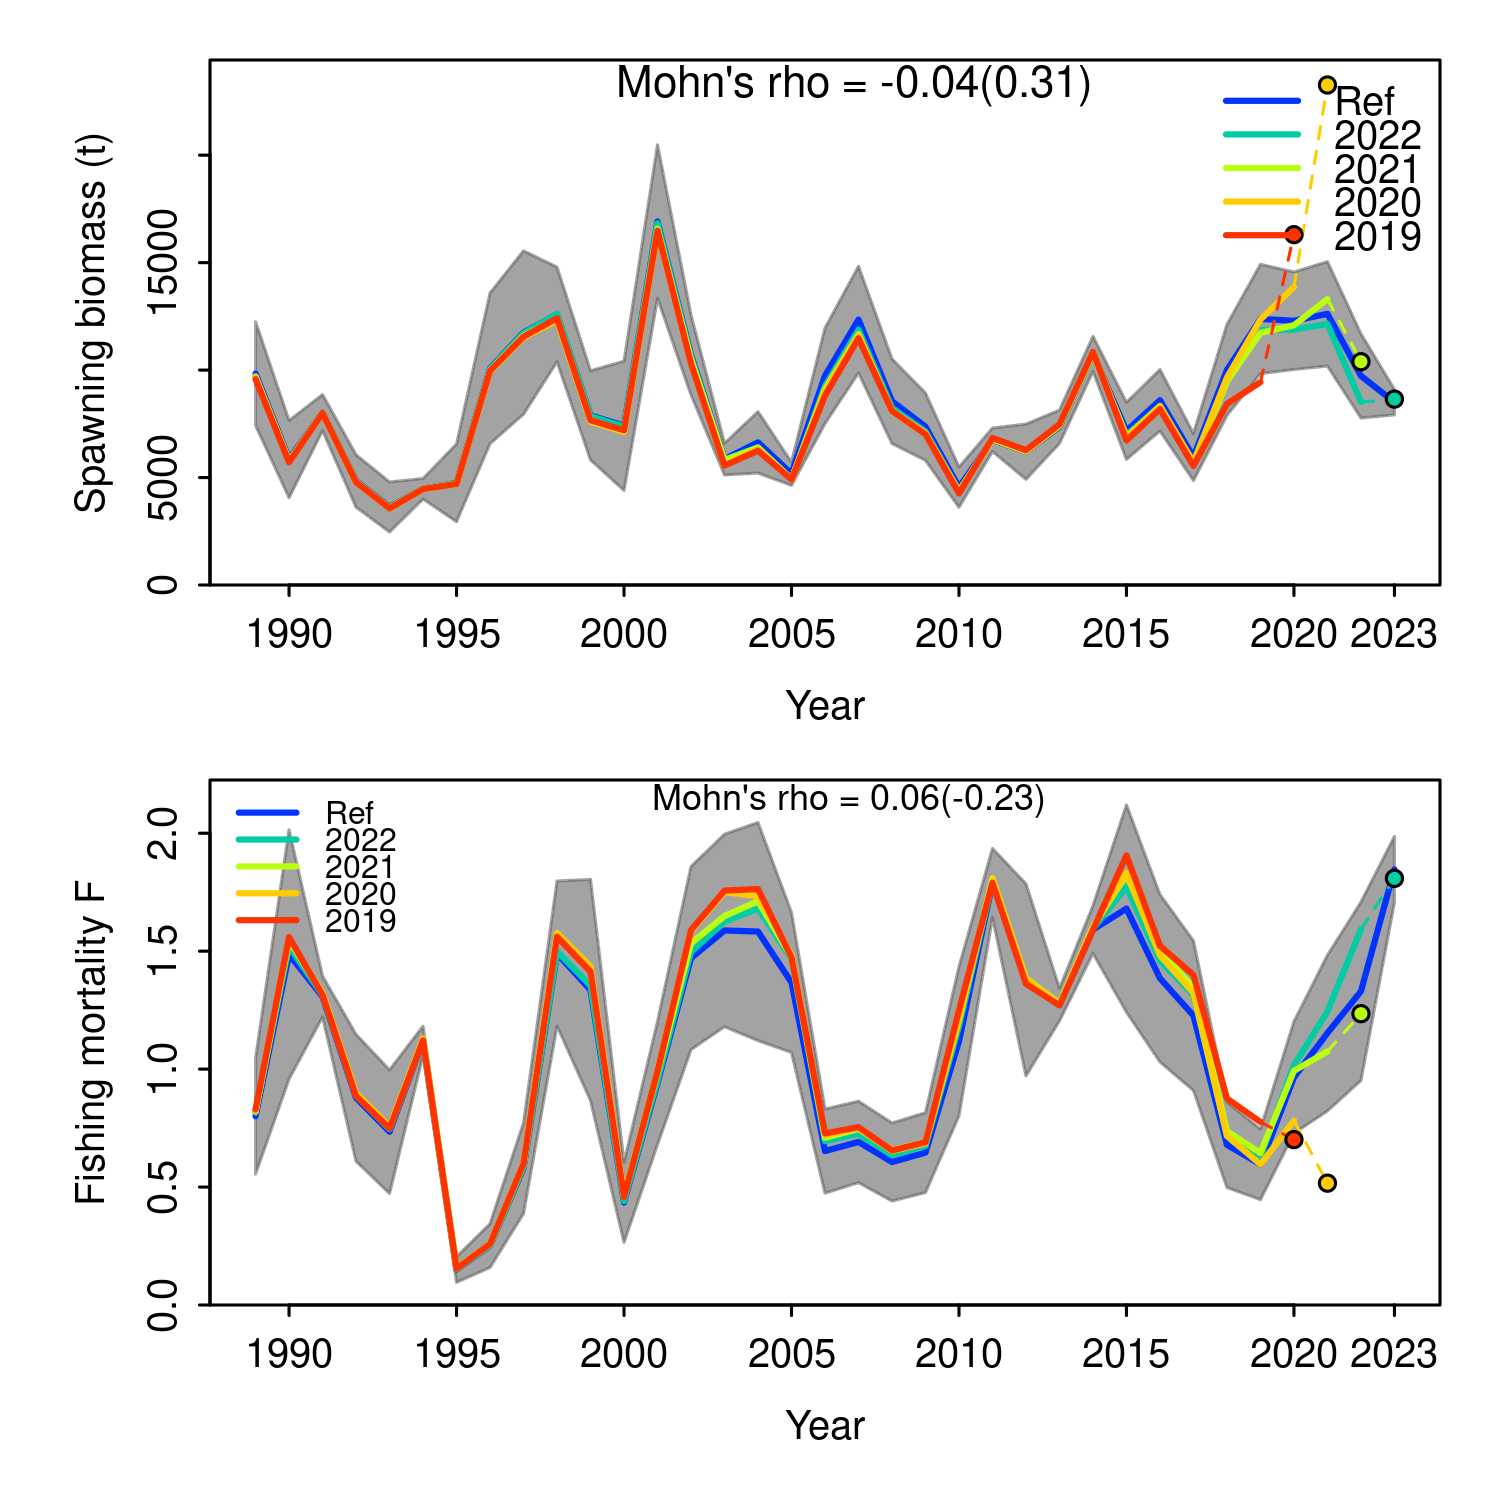 Mohn's rho = -0.04(0.31)
Ref
2022
2021
2020
2019
Spawning biomass (t)
15000
5000
0
1990 1995 2000 2005 2010 2015 2020 2023
Year
Mohn's rho = 0.06(-0.23)
Ref
2022
2021
2020
2019
Fishing mortality F
2.0
1.5
1.0
0.5
0.0
1990 1995 2000 2005 2010 2015 2020 2023
Year